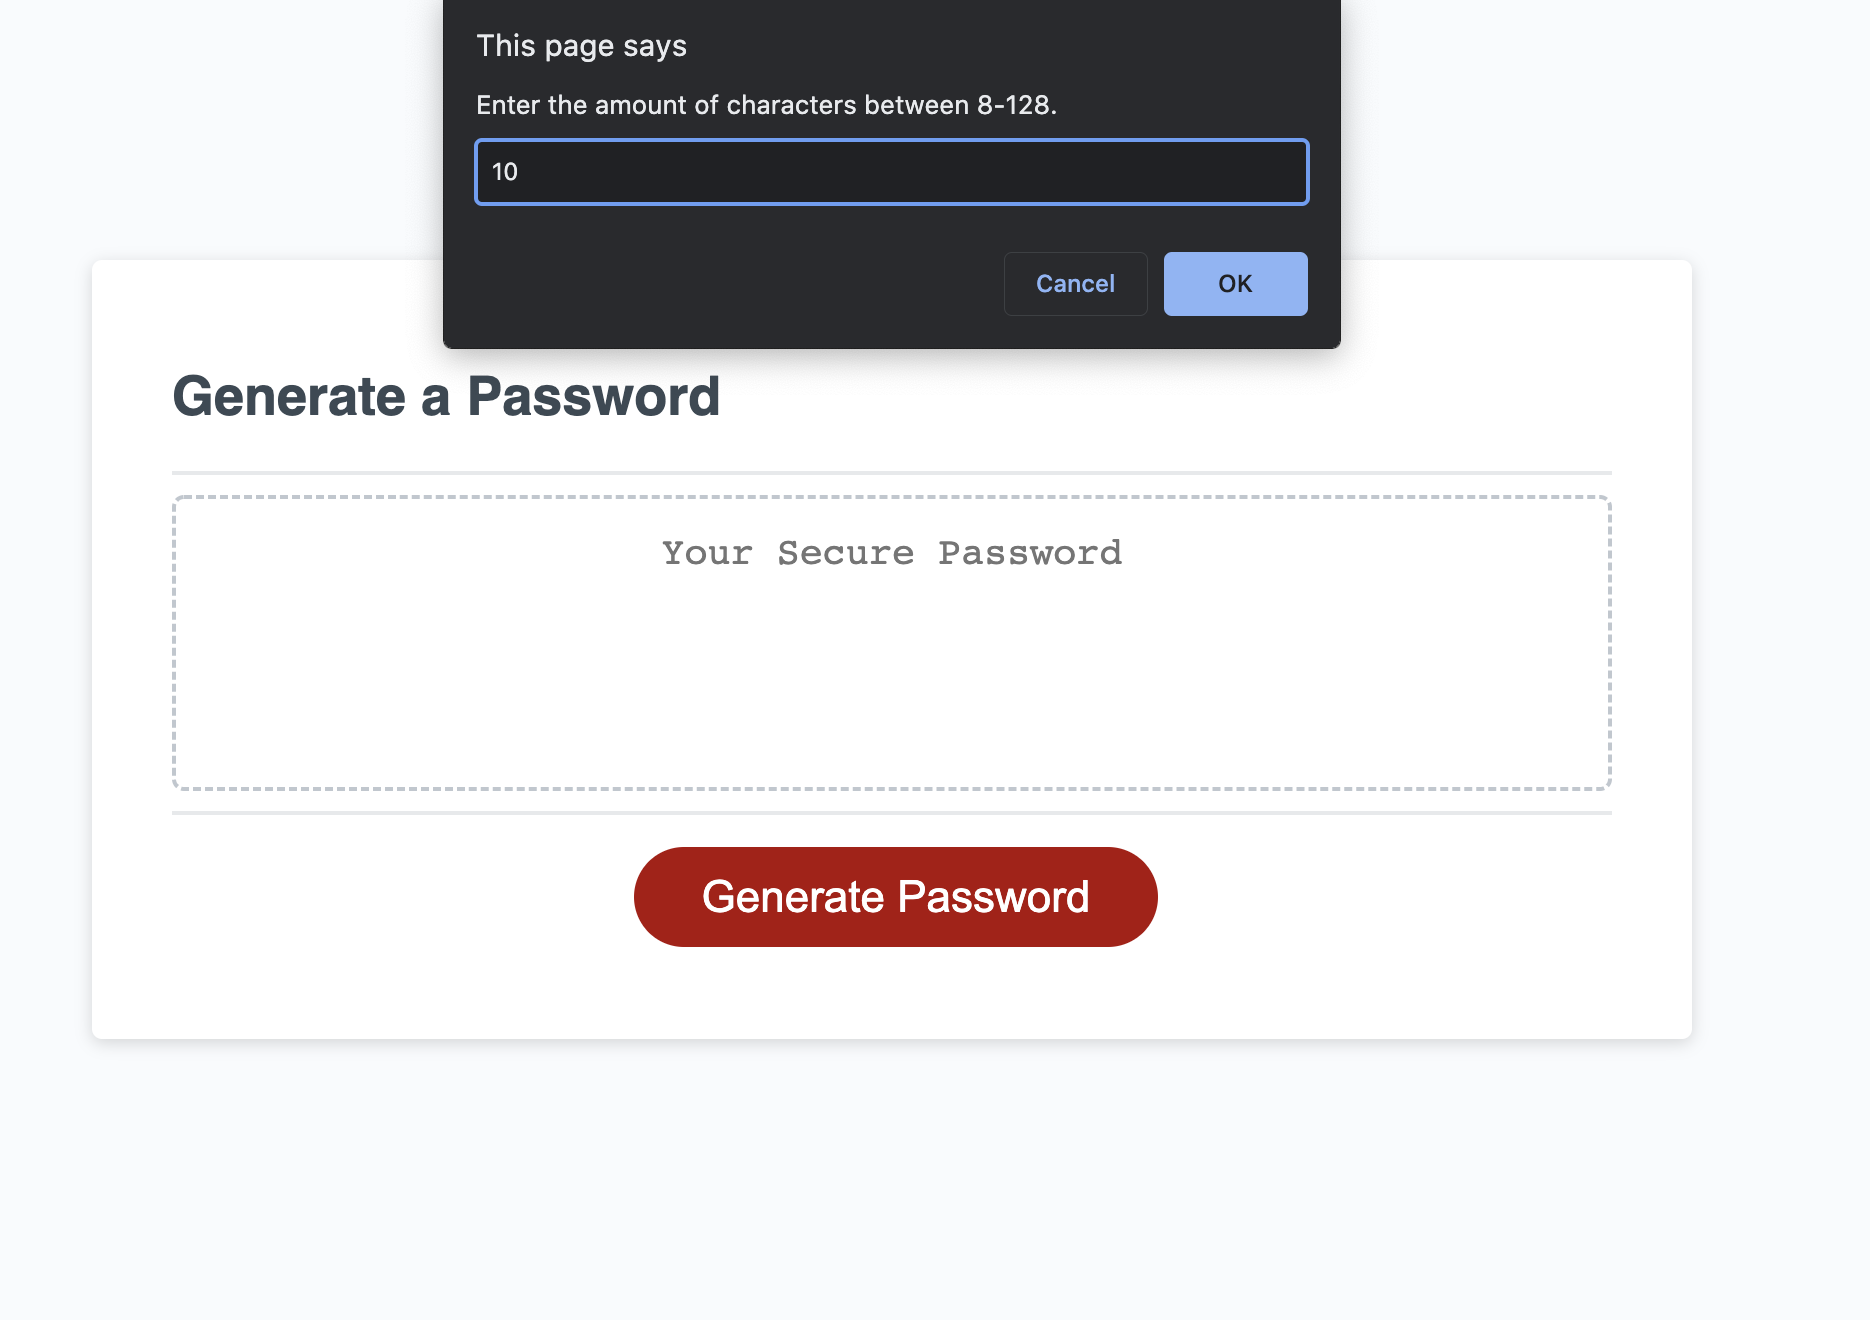 This page says
Enter the amount of characters between 8-128.
10
Cancel
OK
Generate a Password
Your Secure Password
Generate Password